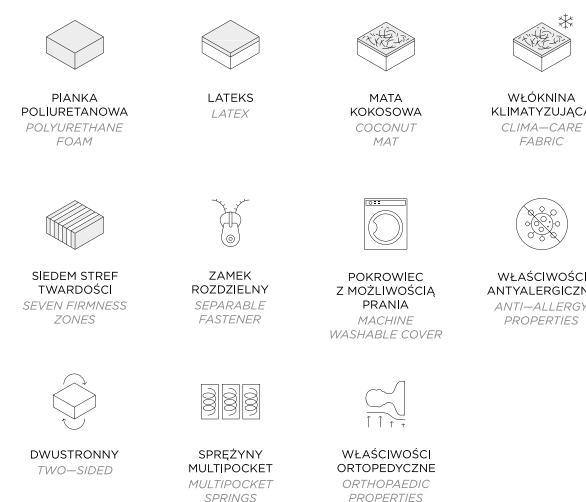 PIANKA
POLIURETANOWA
POLYURETHANE
FOAM
LATEKS
LATEX
MATA
KOKOSOWA
COCONUT
MAT
WŁÓKNINA
KLIMATYZUJĄCA
CLIMA—CARE
FABRIC
SIEDEM STREF
TWARDOŚCI
SEVEN FIRMNESS
ZONES
ZAMEK
ROZDZIELNY
SEPARABLE
FASTENER
POKROWIEC
Z MOŻLIWOŚCIĄ
PRANIA
MACHINE
WASHABLE COVER
WŁAŚCIWOŚCI
ANTYALERGICZN
ANTI—ALLERGY
PROPERTIES
DWUSTRONNY
TWO—SIDED
SPRĘŻYNY
MULTIPOCKET
MULTIPOCKET
SPRINGS
WŁAŚCIWOŚCI
ORTOPEDYCZNE
ORTHOPAEDIC
PROPERTIES